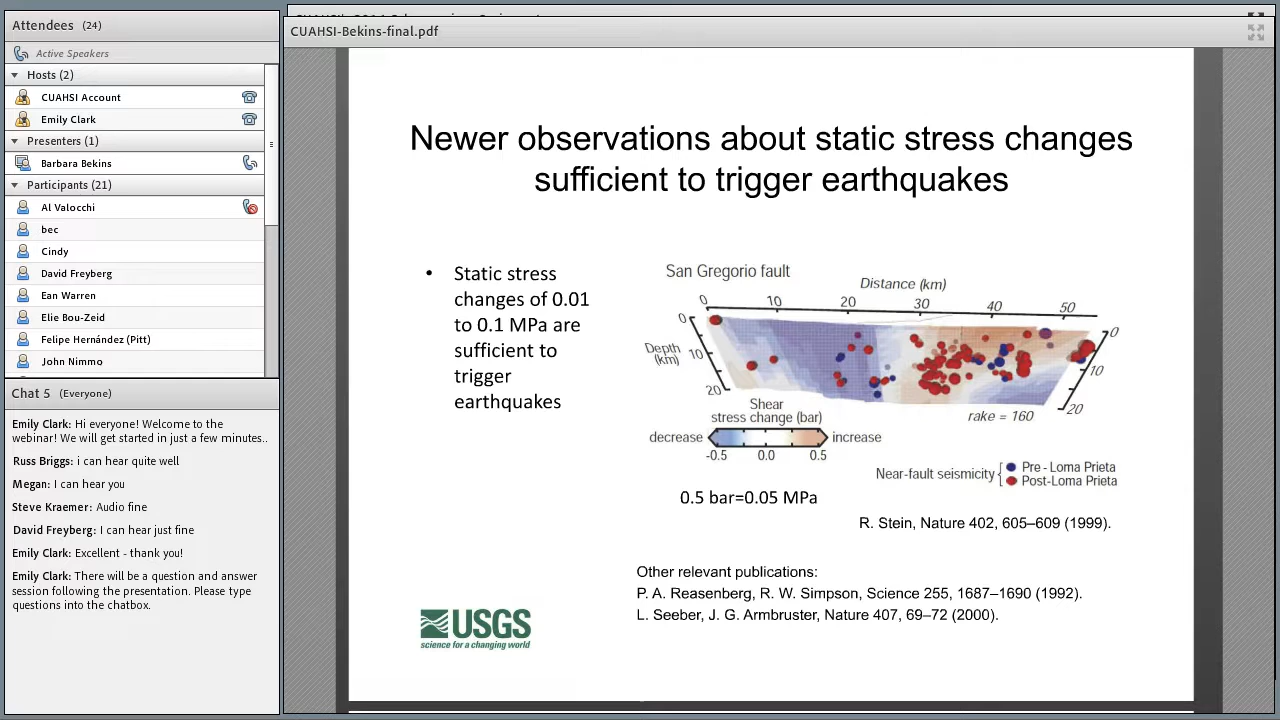 Attendees (24)
Active Speakers
Hosts (2)
CUAHSI Account
Emily Clark
Presenters (1)
Barbara Bekins
Participants (21)
Al Valocchi
bec
Cindy
David Freyberg
Ean Warren
Elie Bou-Zeid
Felipe Hernández (Pitt)
John Nimmo
Chat 5 (Everyone)
webinar! We will get started in just a few minutes..
Russ Briggs: i can hear quite well
Megan: I can hear you
Steve Kraemer: Audio fine
David Freyberg: I can hear just fine
Emily Clark: Excellent - thank you!
Emily Clark: There will be a question and answer
session following the presentation. Please type
questions into the chatbox.
CUAHSI-Bekins-final.pdf
Newer observations about static stress changes
sufficient to trigger earthquakes
• Static stress
changes of 0.01
to 0.1 MPa are
sufficient to
trigger
earthquakes
San Gregorio fault
Distance (km)
0 10 20 30 40 50
Depth
(km)
0
10
20
0
10
20
rake = 160
Shear
stress change (bar)
decrease increase
-0.5 0.0 0.5
Near-fault seismicity
Pre - Loma Prieta
Post-Loma Prieta
0.5 bar=0.05 MPa
R. Stein, Nature 402, 605–609 (1999).
Other relevant publications:
P. A. Reasenberg, R. W. Simpson, Science 255, 1687–1690 (1992).
L. Seeber, J. G. Armbruster, Nature 407, 69–72 (2000).
USGS
science for a changing world